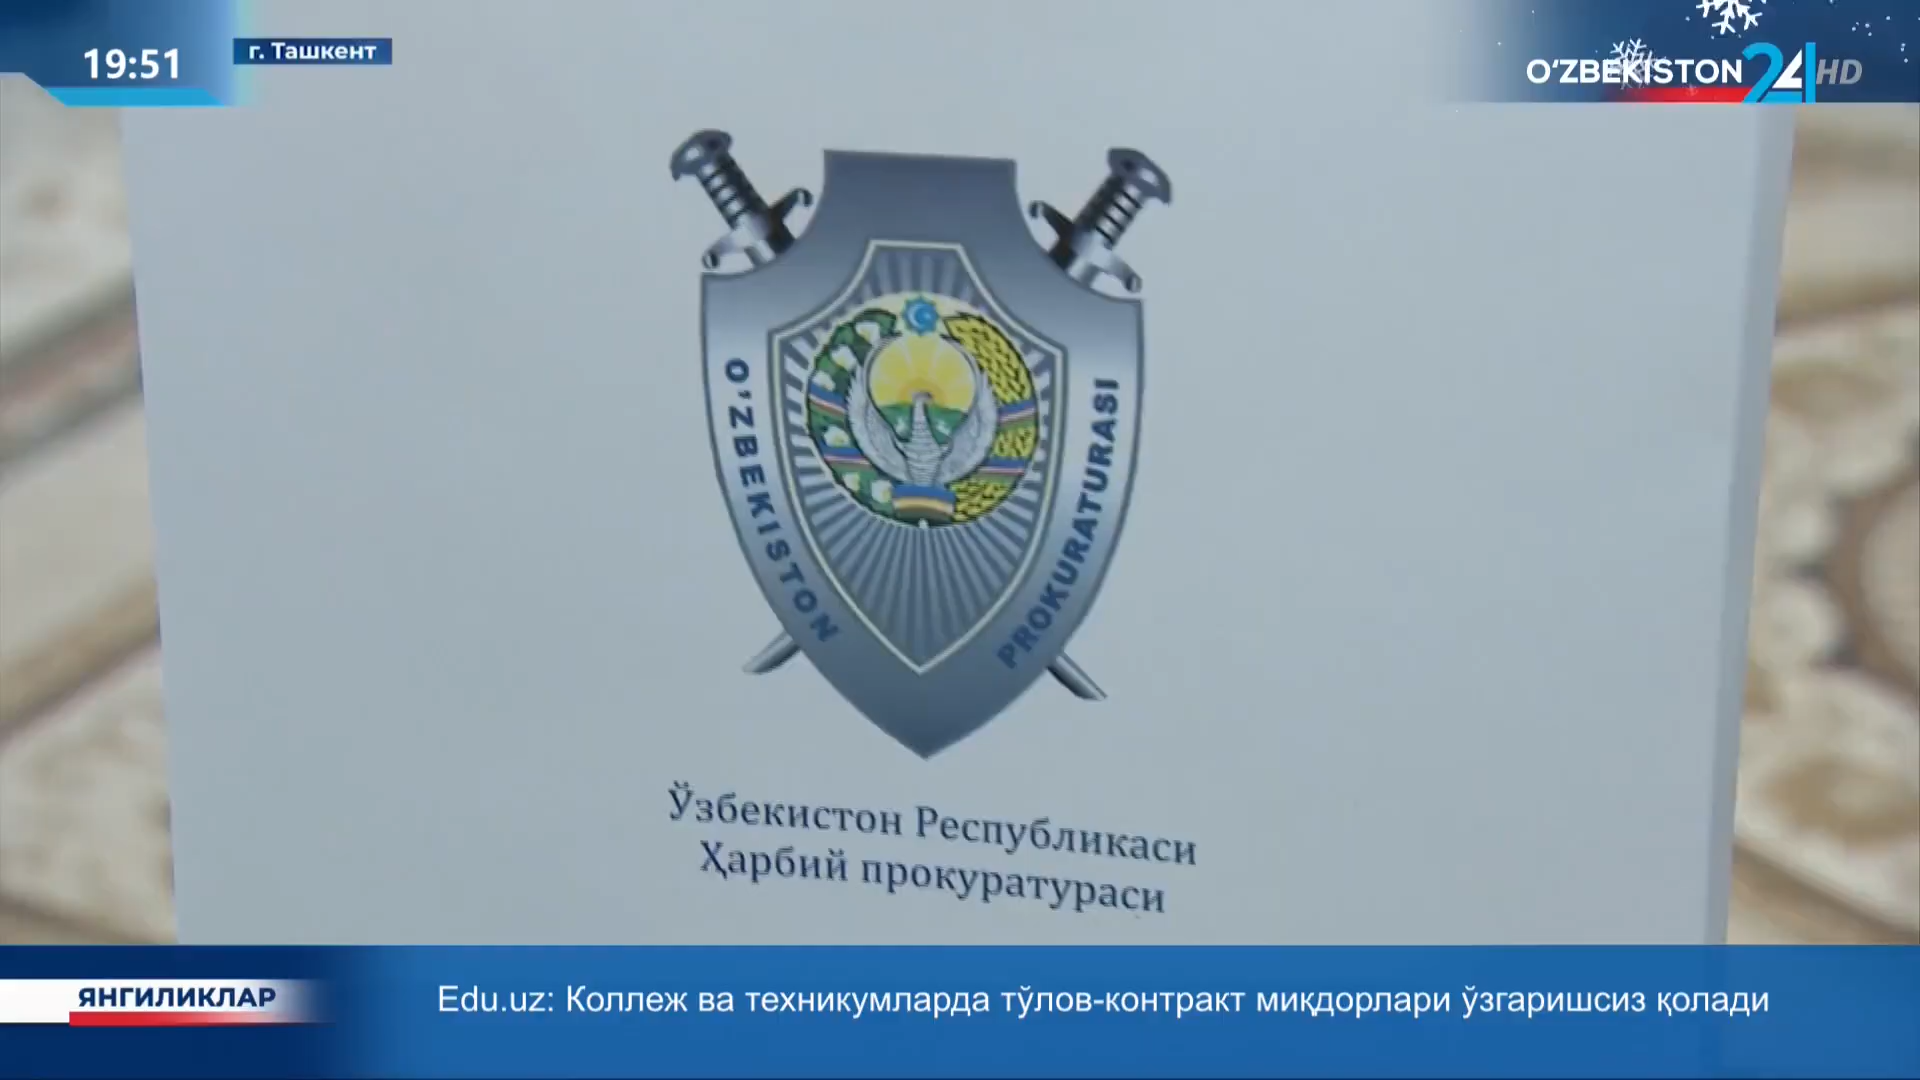 19:51
г. Ташкент
O‘ZBEKISTON 24 HD
O'ZBEKISTON
PROKURATURASI
Ўзбекистон Республикаси
Ҳарбий прокуратураси
ЯНГИЛИКЛАР
Edu.uz: Коллеж ва техникумларда тўлов-контракт миқдорлари ўзгаришсиз қолади